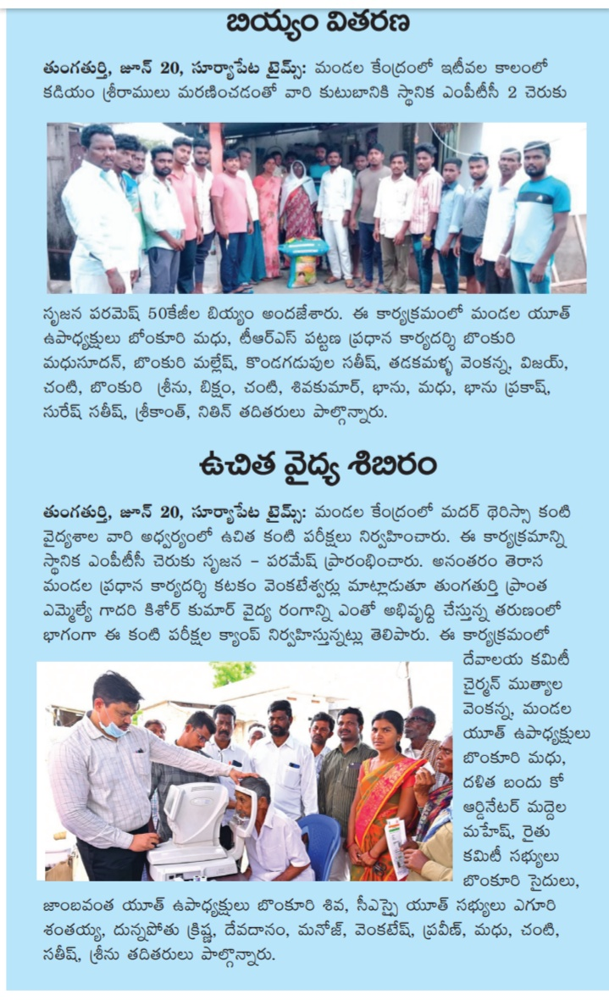 బియ్యం వితరణ
తుంగతుర్తి, జూన్ 20, సూర్యాపేట టైమ్స్: మండల కేంద్రంలో ఇటీవల కాలంలో
కడియం శ్రీరాములు మరణించడంతో వారి కుటుబానికి స్థానిక ఎంపీటీసీ 2 చెరుకు
సృజన పరమేష్ 50కేజీల బియ్యం అందజేశారు. ఈ కార్యక్రమంలో మండల యూత్
ఉపాధ్యక్షులు బోంకూరి మధు, టీఆర్ఎస్ పట్టణ ప్రధాన కార్యదర్శి బొంకురి
మధుసూదన్, బొంకురి మల్లేష్, కొండగడుపుల సతీష్, తడకమళ్ళ వెంకన్న, విజయ్,
చంటి, బొంకురి శ్రీను, బిక్షం, చంటి, శివకుమార్, భాను, మధు, భాను ప్రకాష్,
సురేష్ సతీష్, శ్రీకాంత్, నితిన్ తదితరులు పాల్గొన్నారు.
ఉచిత వైద్య శిబిరం
తుంగతుర్తి, జూన్ 20, సూర్యాపేట టైమ్స్: మండల కేంద్రంలో మదర్ థెరిస్సా కంటి
వైద్యశాల వారి అధ్వర్యంలో ఉచిత కంటి పరీక్షలు నిర్వహించారు. ఈ కార్యక్రమాన్ని
స్థానిక ఎంపీటీసీ చెరుకు సృజన - పరమేష్ ప్రారంభించారు. అనంతరం తెరాస
మండల ప్రధాన కార్యదర్శి కటకం వెంకటేశ్వర్లు మాట్లాడుతూ తుంగతుర్తి ప్రాంత
ఎమ్మెల్యే గాదరి కిశోర్ కుమార్ వైద్య రంగాన్ని ఎంతో అభివృద్ధి చేస్తున్న తరుణంలో
భాగంగా ఈ కంటి పరీక్షల క్యాంప్ నిర్వహిస్తున్నట్లు తెలిపారు. ఈ కార్యక్రమంలో
దేవాలయ కమిటీ
చైర్మన్ ముత్యాల
వెంకన్న, మండల
యూత్ ఉపాధ్యక్షులు
బొంకూరి మధు,
దళిత బందు కో
ఆర్డినేటర్ మద్దెల
మహేష్, రైతు
కమిటీ సభ్యులు
బొంకూరి సైదులు,
జాంబవంత యూత్ ఉపాధ్యక్షులు బొంకూరి శివ, సీఎస్పై యూత్ సభ్యులు ఎగూరి
శంతయ్య, దున్నపోతు క్రిష్ణ, దేవదానం, మనోజ్, వెంకటేష్, ప్రవీణ్, మధు, చంటి,
సతీష్, శ్రీను తదితరులు పాల్గొన్నారు.